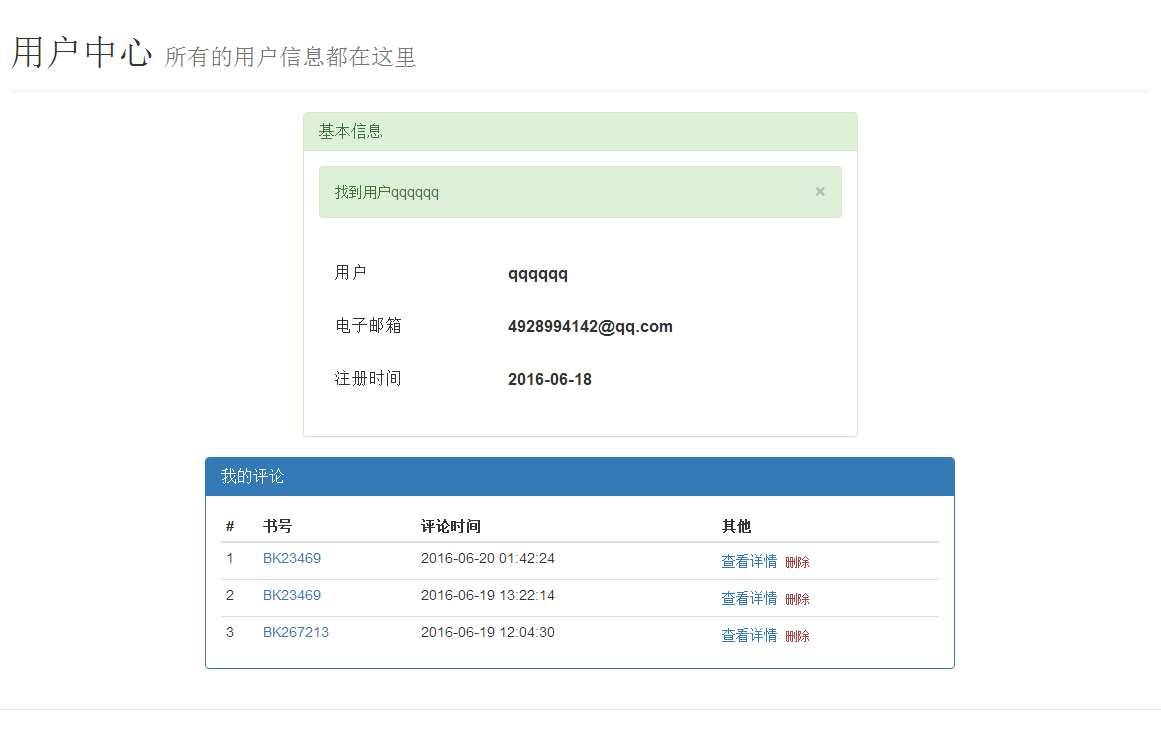 用户中心 所有的用户信息都在这里
基本信息
找到用户qqqqqq ×
用户 qqqqqq
电子邮箱 4928994142@qq.com
注册时间 2016-06-18
我的评论
# 书号 评论时间 其他
1 BK23469 2016-06-20 01:42:24 查看详情 删除
2 BK23469 2016-06-19 13:22:14 查看详情 删除
3 BK267213 2016-06-19 12:04:30 查看详情 删除